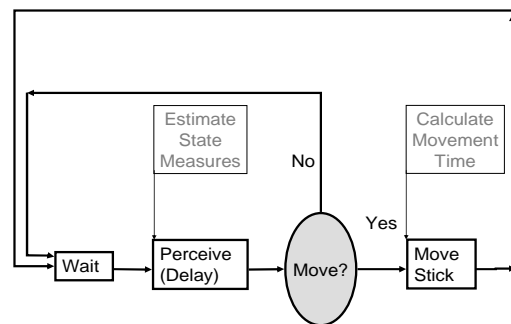 Estimate
State
Measures
Calculate
Movement
Time
No
Yes
Wait
Perceive
(Delay)
Move?
Move
Stick